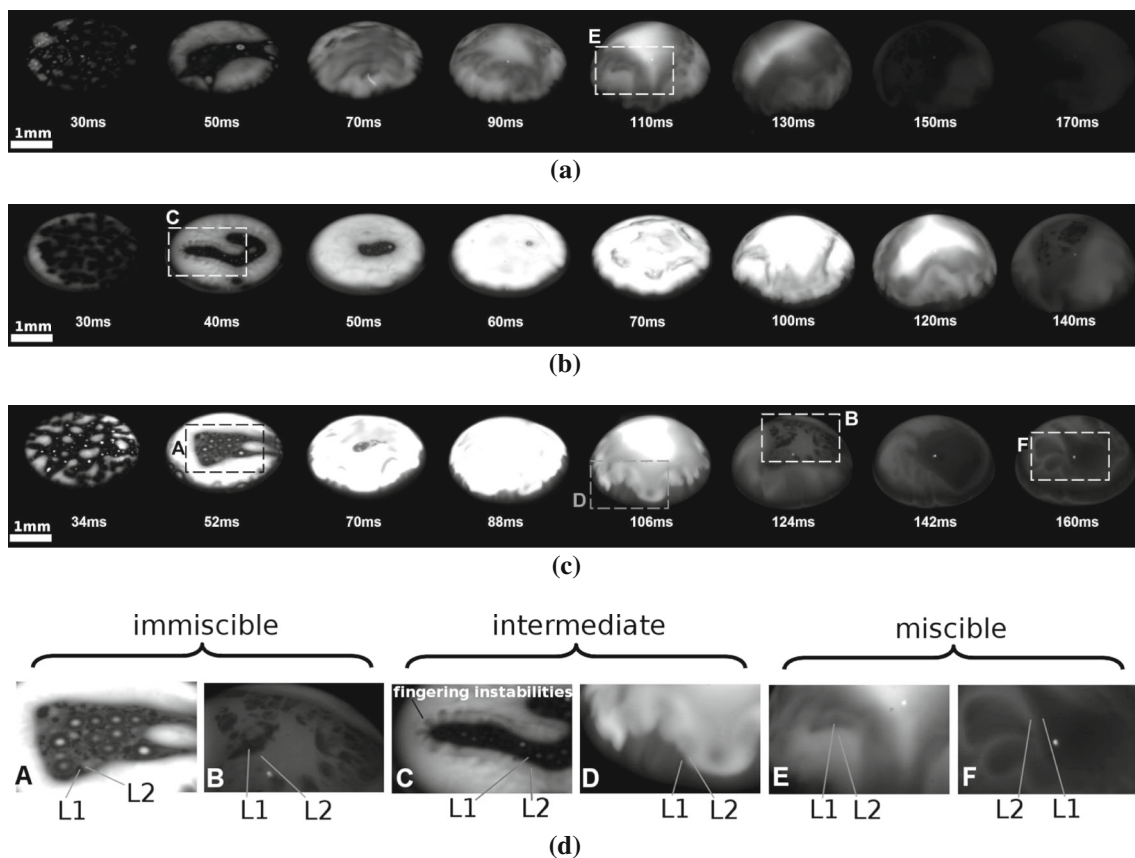 E
30ms 50ms 70ms 90ms 110ms 130ms 150ms 170ms
1mm
(a)
C
30ms 40ms 50ms 60ms 70ms 100ms 120ms 140ms
1mm
(b)
A B F
D
34ms 52ms 70ms 88ms 106ms 124ms 142ms 160ms
1mm
(c)
immiscible intermediate miscible
fingering instabilities
A B C D E F
L1 L2 L1 L2 L1 L2 L1 L2 L1 L2 L2 L1
(d)